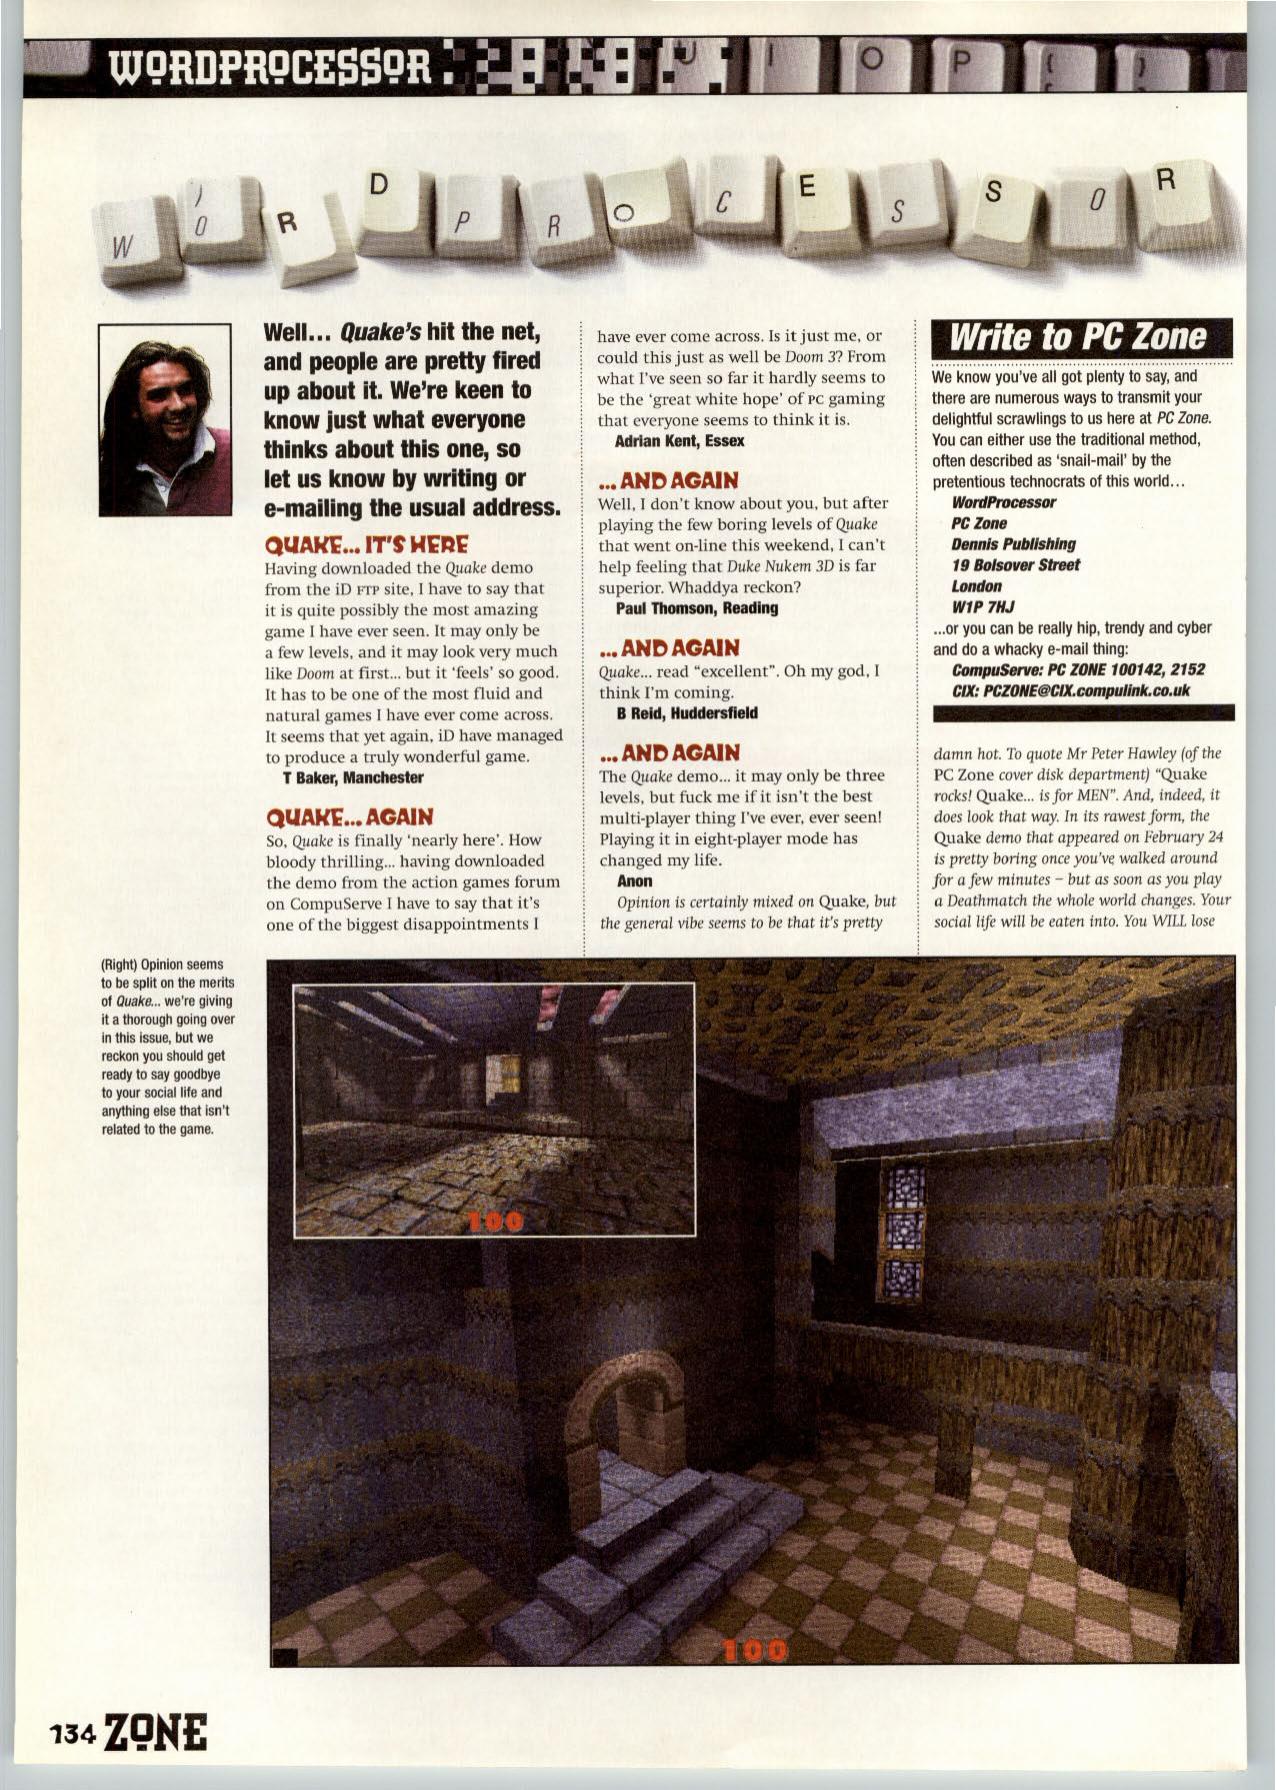 WORDPROCESSOR
U I O P { }
[ ]
W ) 0 R D P R O C E S S O R
Well... Quake's hit the net,
and people are pretty fired
up about it. We're keen to
know just what everyone
thinks about this one, so
let us know by writing or
e-mailing the usual address.
QUAKE... IT'S HERE
Having downloaded the Quake demo
from the iD FTP site, I have to say that
it is quite possibly the most amazing
game I have ever seen. It may only be
a few levels, and it may look very much
like Doom at first... but it 'feels' so good.
It has to be one of the most fluid and
natural games I have ever come across.
It seems that yet again, iD have managed
to produce a truly wonderful game.
T Baker, Manchester
QUAKE... AGAIN
So, Quake is finally 'nearly here'. How
bloody thrilling... having downloaded
the demo from the action games forum
on CompuServe I have to say that it's
one of the biggest disappointments I
have ever come across. Is it just me, or
could this just as well be Doom 3? From
what I've seen so far it hardly seems to
be the 'great white hope' of PC gaming
that everyone seems to think it is.
Adrian Kent, Essex
... AND AGAIN
Well, I don't know about you, but after
playing the few boring levels of Quake
that went on-line this weekend, I can't
help feeling that Duke Nukem 3D is far
superior. Whaddya reckon?
Paul Thomson, Reading
... AND AGAIN
Quake... read "excellent". Oh my god, I
think I'm coming.
B Reid, Huddersfield
... AND AGAIN
The Quake demo... it may only be three
levels, but fuck me if it isn't the best
multi-player thing I've ever, ever seen!
Playing it in eight-player mode has
changed my life.
Anon
Opinion is certainly mixed on Quake, but
the general vibe seems to be that it's pretty
Write to PC Zone
We know you've all got plenty to say, and
there are numerous ways to transmit your
delightful scrawlings to us here at PC Zone.
You can either use the traditional method,
often described as 'snail-mail' by the
pretentious technocrats of this world...
WordProcessor
PC Zone
Dennis Publishing
19 Bolsover Street
London
W1P 7HJ
...or you can be really hip, trendy and cyber
and do a whacky e-mail thing:
CompuServe: PC ZONE 100142, 2152
CIX: PCZONE@CIX.compulink.co.uk
damn hot. To quote Mr Peter Hawley (of the
PC Zone cover disk department) "Quake
rocks! Quake... is for MEN". And, indeed, it
does look that way. In its rawest form, the
Quake demo that appeared on February 24
is pretty boring once you've walked around
for a few minutes – but as soon as you play
a Deathmatch the whole world changes. Your
social life will be eaten into. You WILL lose
(Right) Opinion seems
to be split on the merits
of Quake... we're giving
it a thorough going over
in this issue, but we
reckon you should get
ready to say goodbye
to your social life and
anything else that isn't
related to the game.
100
100
134 ZONE